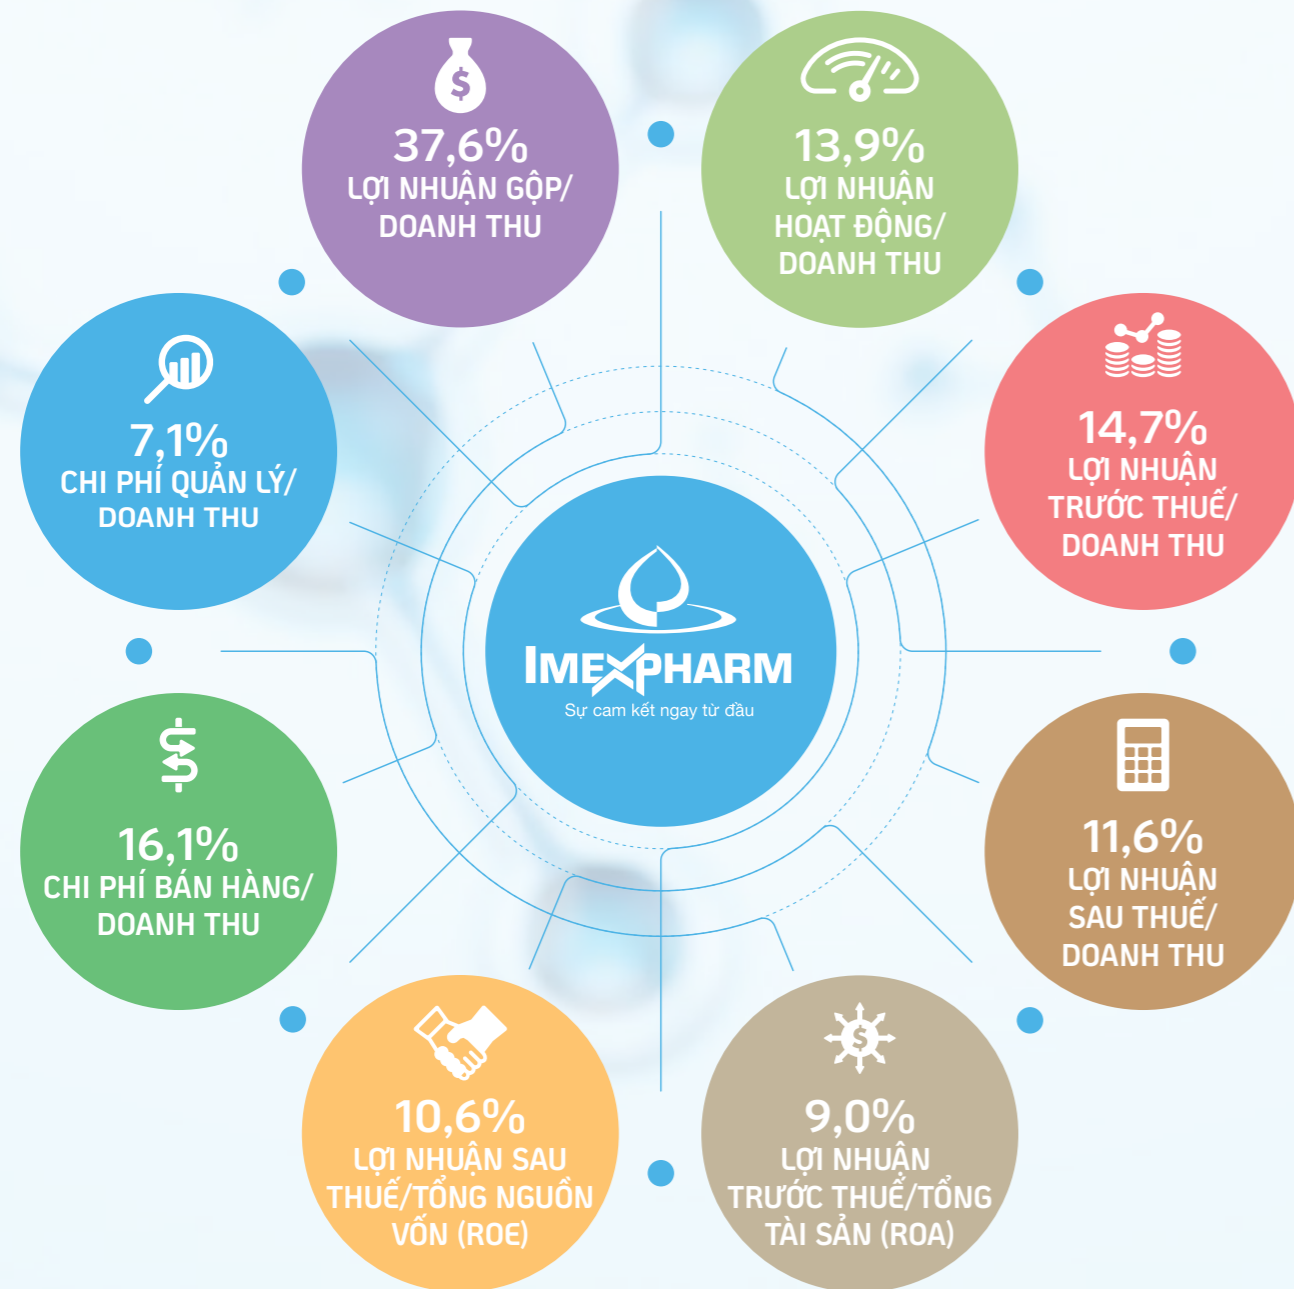 37,6%
LỢI NHUẬN GỘP/
DOANH THU
13,9%
LỢI NHUẬN
HOẠT ĐỘNG/
DOANH THU
7,1%
CHI PHÍ QUẢN LÝ/
DOANH THU
14,7%
LỢI NHUẬN
TRƯỚC THUẾ/
DOANH THU
IMEXPHARM
Sự cam kết ngay từ đầu
16,1%
CHI PHÍ BÁN HÀNG/
DOANH THU
11,6%
LỢI NHUẬN
SAU THUẾ/
DOANH THU
10,6%
LỢI NHUẬN SAU
THUẾ/TỔNG NGUỒN
VỐN (ROE)
9,0%
LỢI NHUẬN
TRƯỚC THUẾ/TỔNG
TÀI SẢN (ROA)